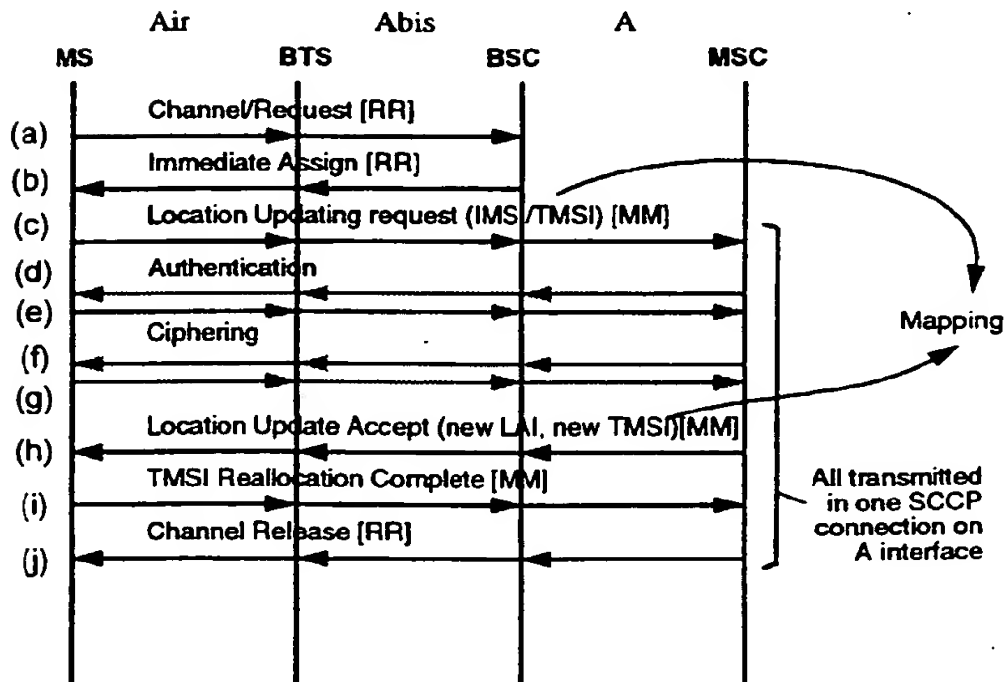 Air Abis A
MS BTS BSC MSC
Channel/Request [RR]
(a)
Immediate Assign [RR]
(b)
Location Updating request (IMSI/TMSI) [MM]
(c)
Authentication
(d)
(e)
Ciphering
Mapping
(f)
(g)
Location Update Accept (new LAI, new TMSI)[MM]
(h)
TMSI Reallocation Complete [MM]
(i)
Channel Release [RR]
(j)
All transmitted
in one SCCP
connection on
A interface